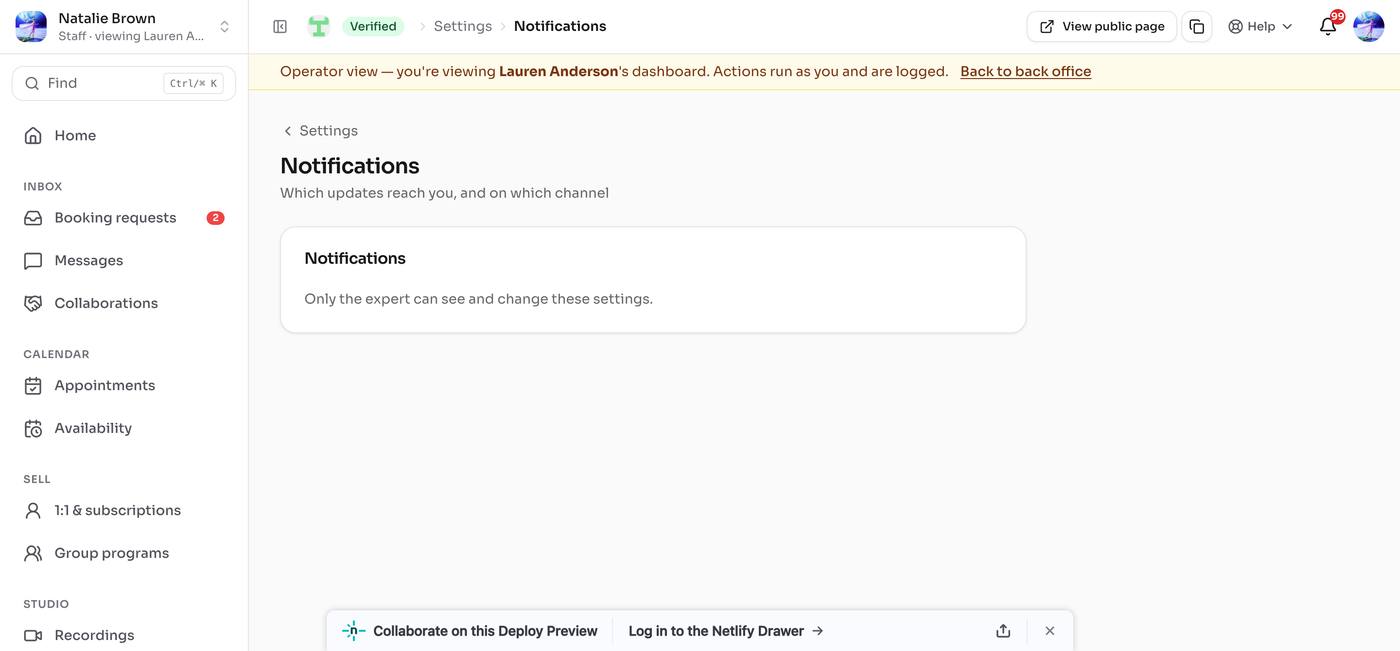 Natalie Brown
Staff · viewing Lauren A...
Find
Ctrl/⌘ K
Home
INBOX
Booking requests 2
Messages
Collaborations
CALENDAR
Appointments
Availability
SELL
1:1 & subscriptions
Group programs
STUDIO
Recordings
Verified
Settings
Notifications
View public page
Help
99
Operator view — you're viewing Lauren Anderson's dashboard. Actions run as you and are logged. Back to back office
Settings
Notifications
Which updates reach you, and on which channel
Notifications
Only the expert can see and change these settings.
Collaborate on this Deploy Preview
Log in to the Netlify Drawer →